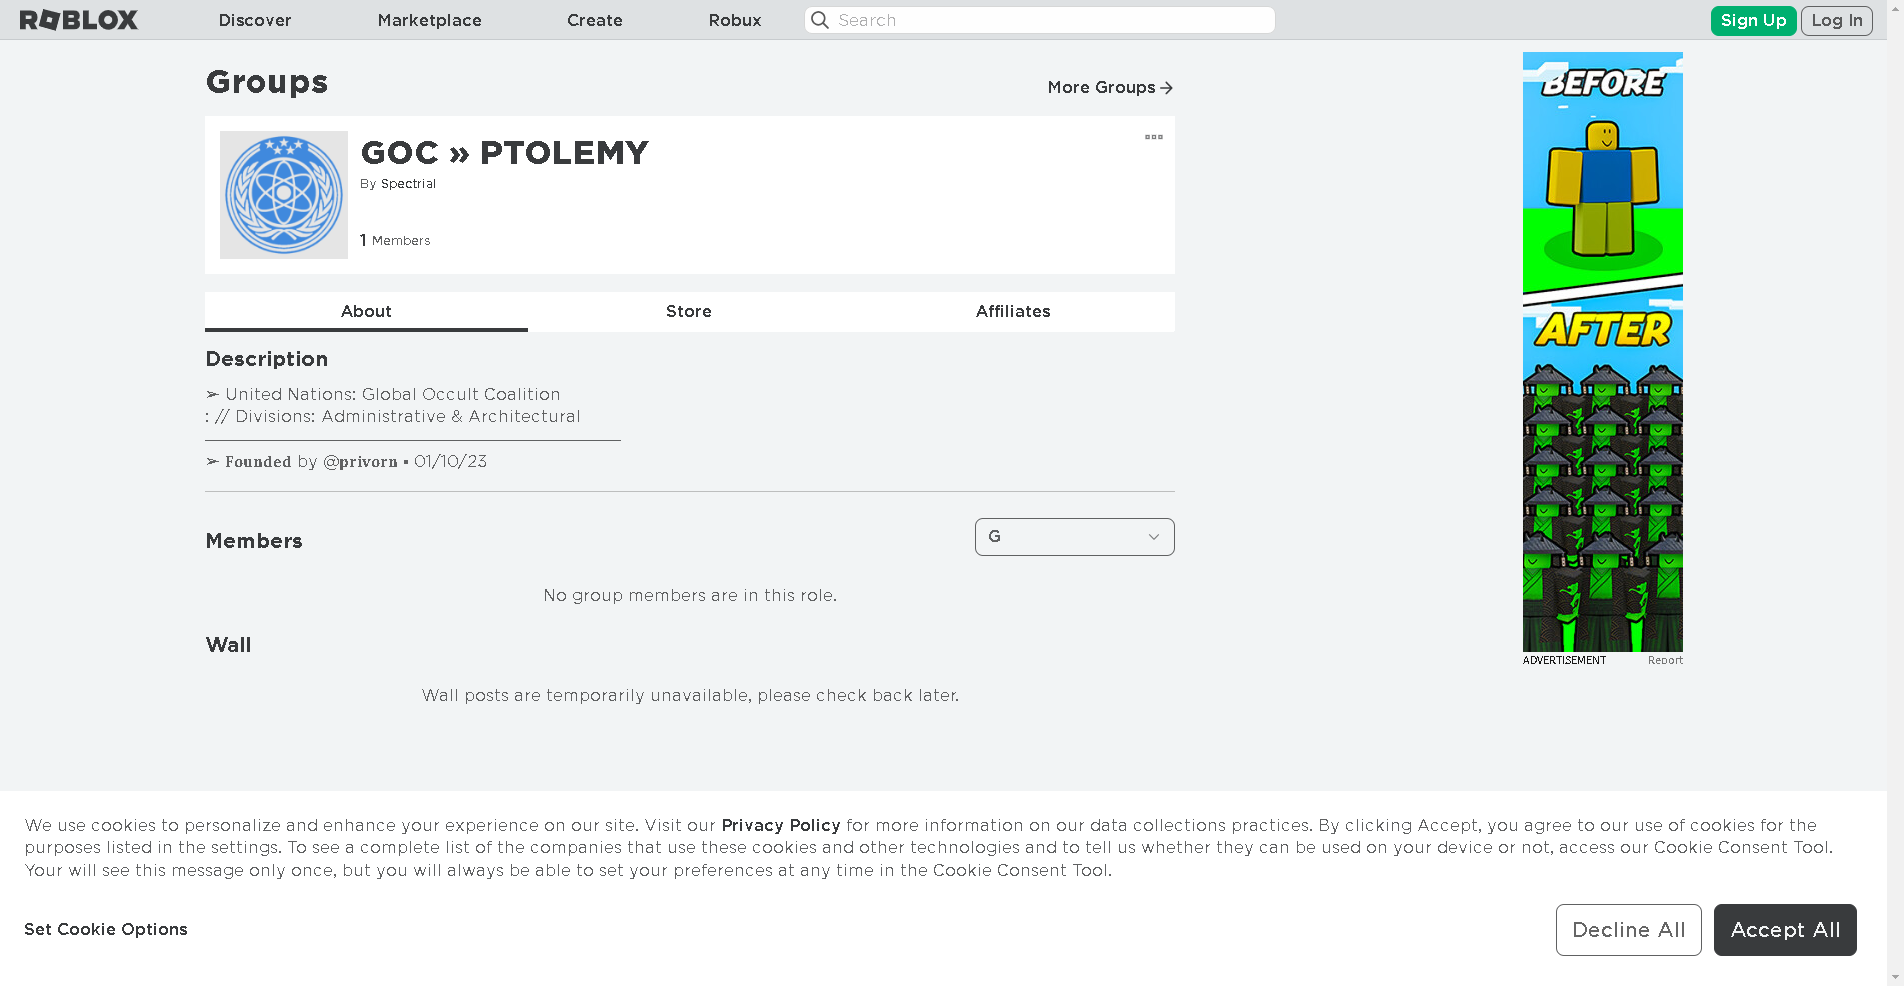 ROBLOX Discover Marketplace Create Robux Search Sign Up Log In
Groups
More Groups
GOC » PTOLEMY
By Spectrial
1 Members
About Store Affiliates
Description
➢ United Nations: Global Occult Coalition
: // Divisions: Administrative & Architectural
➢ Founded by @privorn ▪ 01/10/23
Members
G
No group members are in this role.
Wall
Wall posts are temporarily unavailable, please check back later.
BEFORE
AFTER
ADVERTISEMENT Report
We use cookies to personalize and enhance your experience on our site. Visit our Privacy Policy for more information on our data collections practices. By clicking Accept, you agree to our use of cookies for the
purposes listed in the settings. To see a complete list of the companies that use these cookies and other technologies and to tell us whether they can be used on your device or not, access our Cookie Consent Tool.
Your will see this message only once, but you will always be able to set your preferences at any time in the Cookie Consent Tool.
Set Cookie Options
Decline All
Accept All